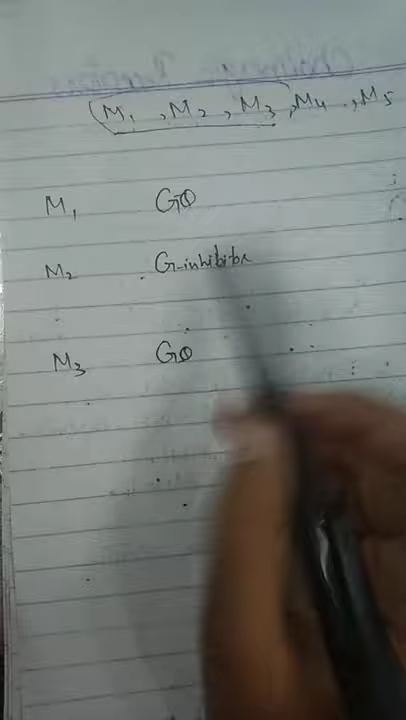 (M₁, M₂, M₃), M₄, M₅
M₁ GQ
M₂ G-inhibitor
M₃ GQ